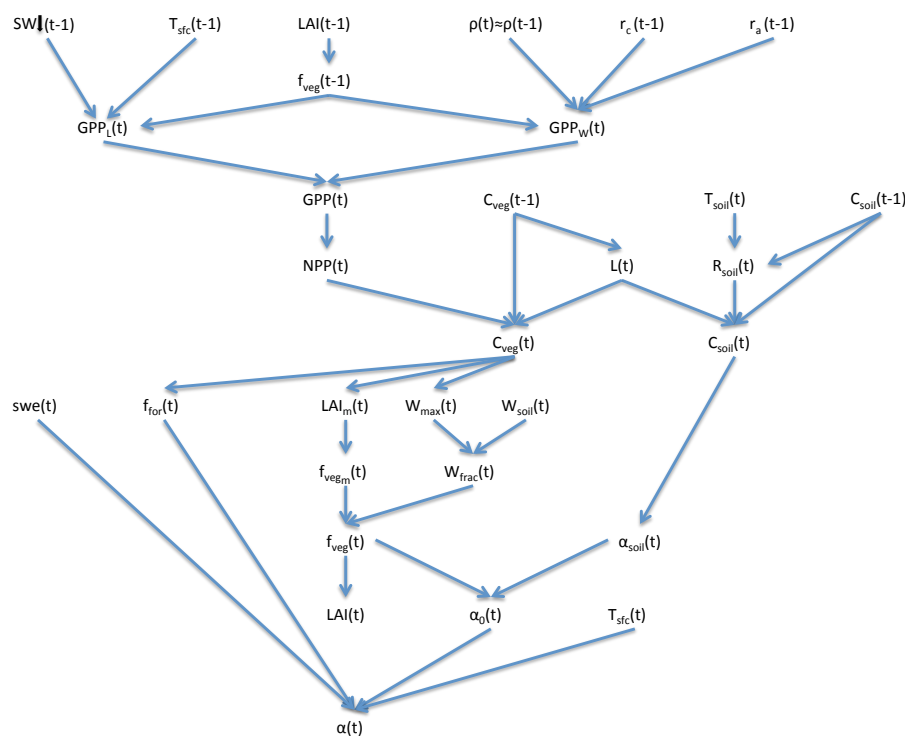 SW↓(t-1) T_sfc(t-1) LAI(t-1) ρ(t)≈ρ(t-1) r_c(t-1) r_a(t-1)
f_veg(t-1)
GPP_L(t) GPP_W(t)
GPP(t) C_veg(t-1) T_soil(t) C_soil(t-1)
NPP(t) L(t) R_soil(t)
C_veg(t) C_soil(t)
swe(t) f_for(t) LAI_m(t) W_max(t) W_soil(t)
f_veg_m(t) W_frac(t)
f_veg(t) α_soil(t)
LAI(t) α_0(t) T_sfc(t)
α(t)